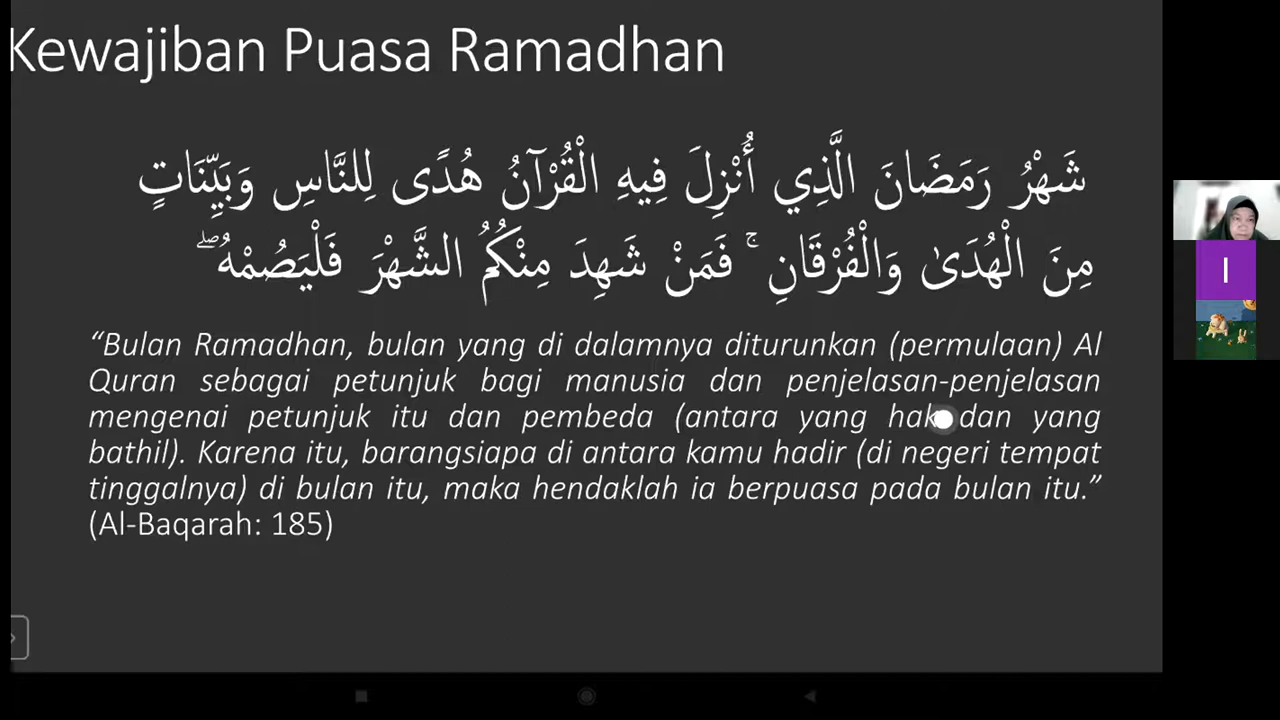 Kewajiban Puasa Ramadhan
شَهْرُ رَمَضَانَ الَّذِي أُنْزِلَ فِيهِ الْقُرْآنُ هُدًى لِلنَّاسِ وَبَيِّنَاتٍ
مِنَ الْهُدَىٰ وَالْفُرْقَانِ ۚ فَمَنْ شَهِدَ مِنْكُمُ الشَّهْرَ فَلْيَصُمْهُ ۖ
“Bulan Ramadhan, bulan yang di dalamnya diturunkan (permulaan) Al
Quran sebagai petunjuk bagi manusia dan penjelasan-penjelasan
mengenai petunjuk itu dan pembeda (antara yang hak dan yang
bathil). Karena itu, barangsiapa di antara kamu hadir (di negeri tempat
tinggalnya) di bulan itu, maka hendaklah ia berpuasa pada bulan itu.”
(Al-Baqarah: 185)
I